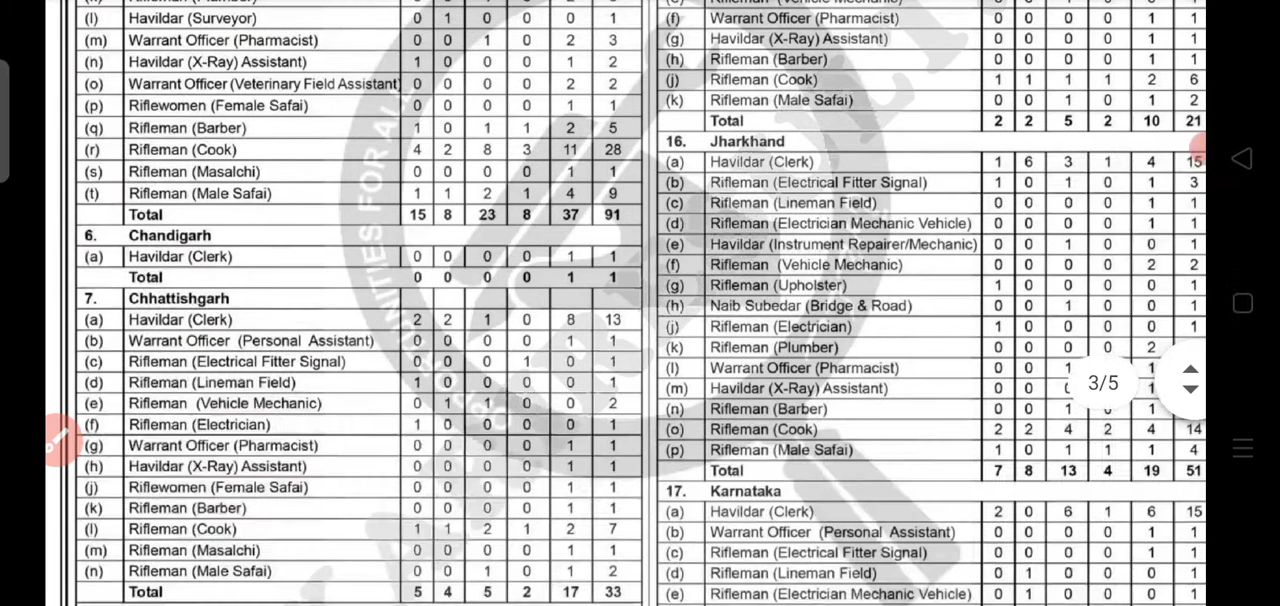 (l) Havildar (Surveyor) 0 1 0 0 0 1
(m) Warrant Officer (Pharmacist) 0 0 1 0 2 3
(n) Havildar (X-Ray) Assistant) 1 0 0 0 1 2
(o) Warrant Officer (Veterinary Field Assistant) 0 0 0 0 2 2
(p) Riflewomen (Female Safai) 0 0 0 0 1 1
(q) Rifleman (Barber) 1 0 1 1 2 5
(r) Rifleman (Cook) 4 2 8 3 11 28
(s) Rifleman (Masalchi) 0 0 0 0 1 1
(t) Rifleman (Male Safai) 1 1 2 1 4 9
Total 15 8 23 8 37 91
6. Chandigarh
(a) Havildar (Clerk) 0 0 0 0 1 1
Total 0 0 0 0 1 1
7. Chhattishgarh
(a) Havildar (Clerk) 2 2 1 0 8 13
(b) Warrant Officer (Personal Assistant) 0 0 0 0 1 1
(c) Rifleman (Electrical Fitter Signal) 0 0 0 1 0 1
(d) Rifleman (Lineman Field) 1 0 0 0 0 1
(e) Rifleman (Vehicle Mechanic) 0 1 1 0 0 2
(f) Rifleman (Electrician) 1 0 0 0 0 1
(g) Warrant Officer (Pharmacist) 0 0 0 0 1 1
(h) Havildar (X-Ray) Assistant) 0 0 0 0 1 1
(j) Riflewomen (Female Safai) 0 0 0 0 1 1
(k) Rifleman (Barber) 0 0 0 0 1 1
(l) Rifleman (Cook) 1 1 2 1 2 7
(m) Rifleman (Masalchi) 0 0 0 0 1 1
(n) Rifleman (Male Safai) 0 0 1 0 1 2
Total 5 4 5 2 17 33
(f) Warrant Officer (Pharmacist) 0 0 0 0 1 1
(g) Havildar (X-Ray) Assistant) 0 0 0 0 1 1
(h) Rifleman (Barber) 0 0 0 0 1 1
(j) Rifleman (Cook) 1 1 1 1 2 6
(k) Rifleman (Male Safai) 0 0 1 0 1 2
Total 2 2 5 2 10 21
16. Jharkhand
(a) Havildar (Clerk) 1 6 3 1 4 15
(b) Rifleman (Electrical Fitter Signal) 1 0 1 0 1 3
(c) Rifleman (Lineman Field) 0 0 0 0 1 1
(d) Rifleman (Electrician Mechanic Vehicle) 0 0 0 0 1 1
(e) Havildar (Instrument Repairer/Mechanic) 0 0 1 0 0 1
(f) Rifleman (Vehicle Mechanic) 0 0 0 0 2 2
(g) Rifleman (Upholster) 1 0 0 0 0 1
(h) Naib Subedar (Bridge & Road) 0 0 1 0 0 1
(j) Rifleman (Electrician) 1 0 0 0 0 1
(k) Rifleman (Plumber) 0 0 0 0 2
(l) Warrant Officer (Pharmacist) 0 0 1 1
(m) Havildar (X-Ray) Assistant) 0 0 1
(n) Rifleman (Barber) 0 0 1 0 1
(o) Rifleman (Cook) 2 2 4 2 4 14
(p) Rifleman (Male Safai) 1 0 1 1 1 4
Total 7 8 13 4 19 51
17. Karnataka
(a) Havildar (Clerk) 2 0 6 1 6 15
(b) Warrant Officer (Personal Assistant) 0 0 0 0 1 1
(c) Rifleman (Electrical Fitter Signal) 0 0 0 0 1 1
(d) Rifleman (Lineman Field) 0 1 0 0 0 1
(e) Rifleman (Electrician Mechanic Vehicle) 0 1 0 0 0 1
3/5